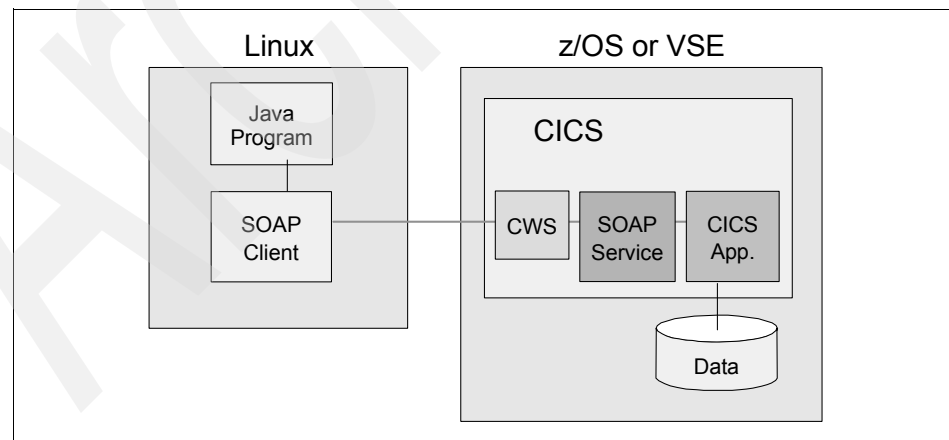 Linux
z/OS or VSE
Java
Program
CICS
SOAP
Client
CWS
SOAP
Service
CICS
App.
Data